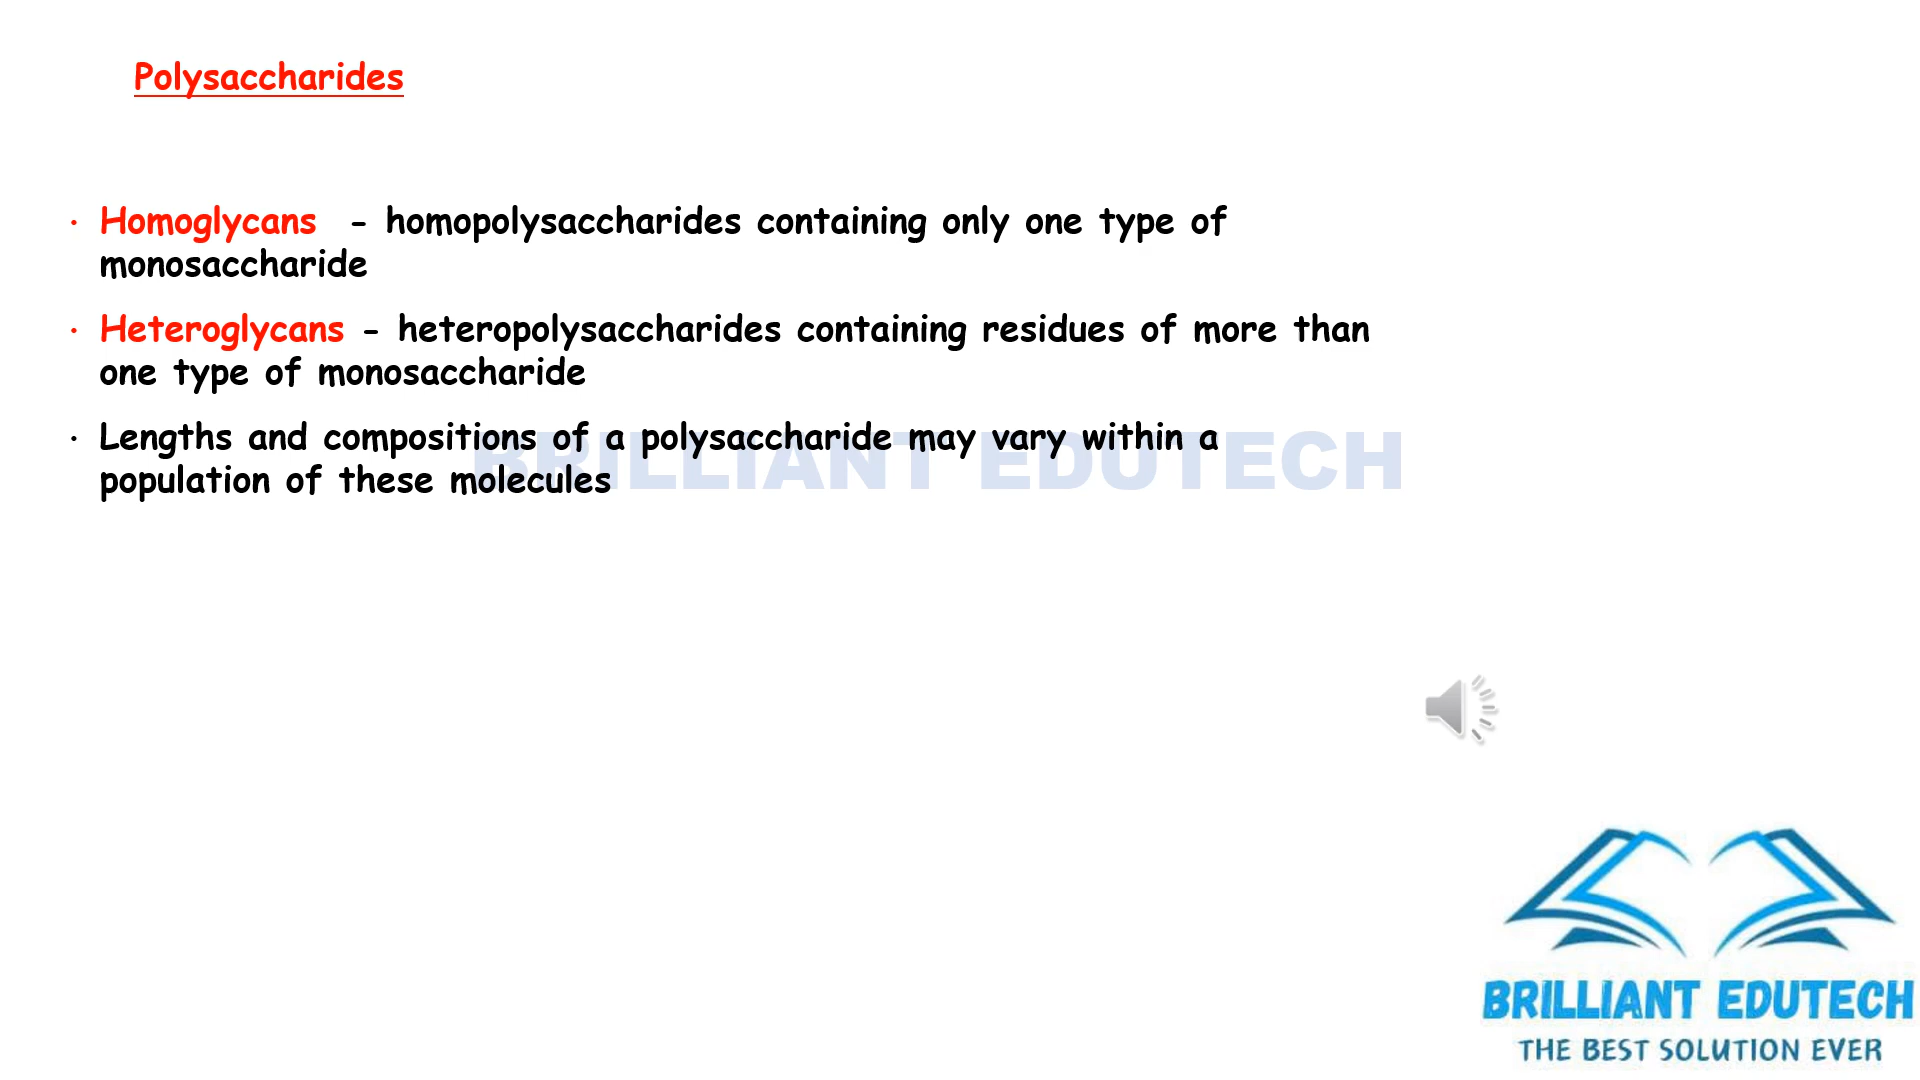 Polysaccharides
· Homoglycans - homopolysaccharides containing only one type of
monosaccharide
· Heteroglycans - heteropolysaccharides containing residues of more than
one type of monosaccharide
· Lengths and compositions of a polysaccharide may vary within a
population of these molecules
BRILLIANT EDUTECH
BRILLIANT EDUTECH
THE BEST SOLUTION EVER